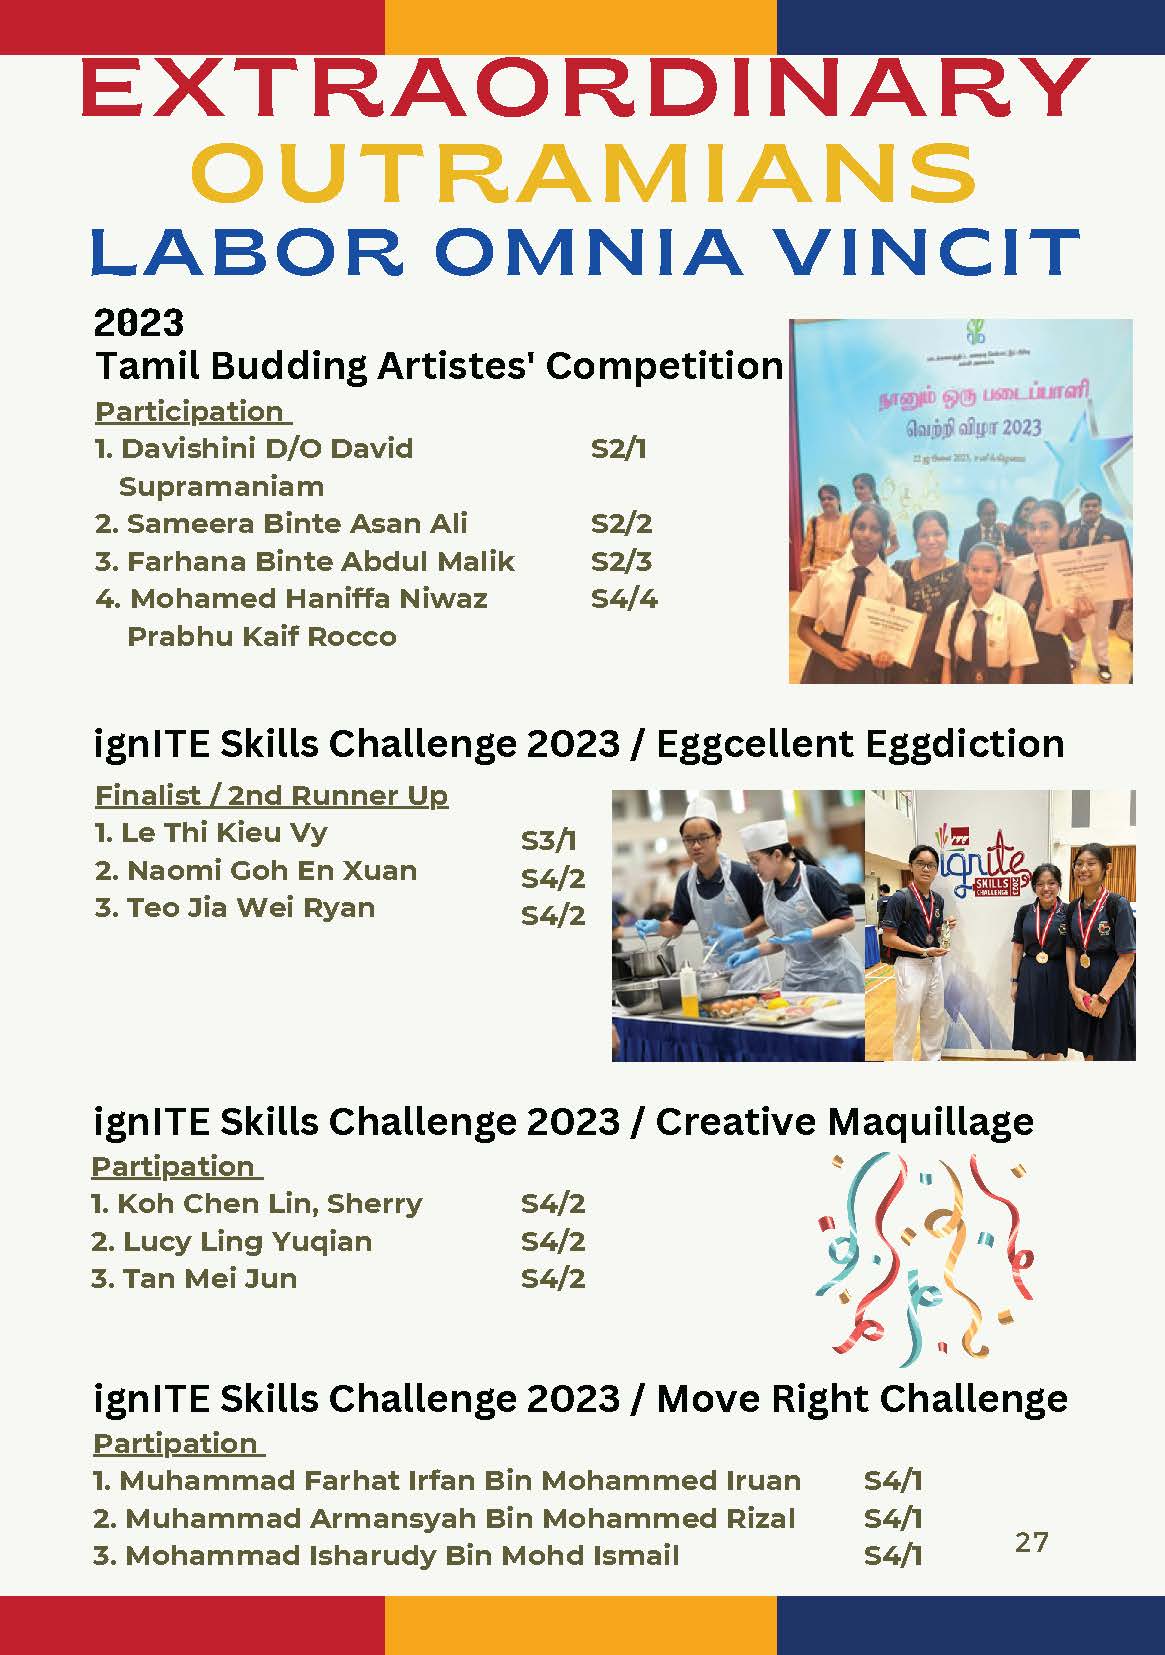 EXTRAORDINARY
OUTRAMIANS
LABOR OMNIA VINCIT
2023
Tamil Budding Artistes' Competition
Participation
1. Davishini D/O David S2/1
Supramaniam
2. Sameera Binte Asan Ali S2/2
3. Farhana Binte Abdul Malik S2/3
4. Mohamed Haniffa Niwaz S4/4
Prabhu Kaif Rocco
நானும் ஒரு படைப்பாளி
வெற்றி விழா 2023
ignITE Skills Challenge 2023 / Eggcellent Eggdiction
Finalist / 2nd Runner Up
1. Le Thi Kieu Vy S3/1
2. Naomi Goh En Xuan S4/2
3. Teo Jia Wei Ryan S4/2
ignite
SKILLS
CHALLENGE
2023
ignITE Skills Challenge 2023 / Creative Maquillage
Partipation
1. Koh Chen Lin, Sherry S4/2
2. Lucy Ling Yuqian S4/2
3. Tan Mei Jun S4/2
ignITE Skills Challenge 2023 / Move Right Challenge
Partipation
1. Muhammad Farhat Irfan Bin Mohammed Iruan S4/1
2. Muhammad Armansyah Bin Mohammed Rizal S4/1
3. Mohammad Isharudy Bin Mohd Ismail S4/1
27